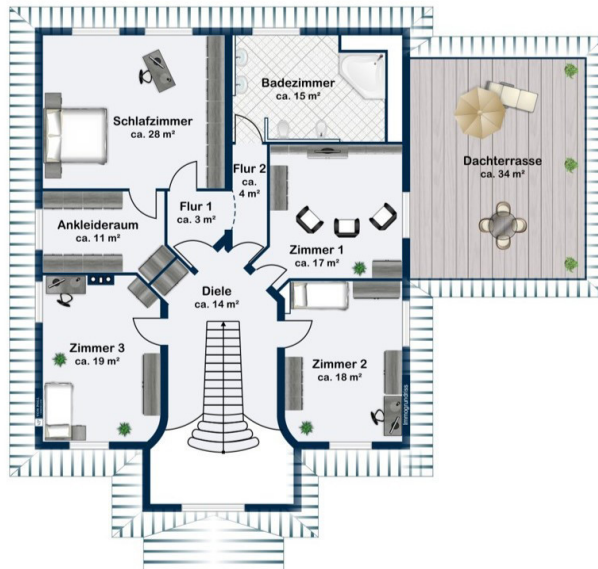 Badezimmer
ca. 15 m²
Schlafzimmer
ca. 28 m²
Dachterrasse
ca. 34 m²
Flur 2
ca.
4 m²
Flur 1
ca. 3 m²
Ankleideraum
ca. 11 m²
Zimmer 1
ca. 17 m²
Diele
ca. 14 m²
Zimmer 3
ca. 19 m²
Zimmer 2
ca. 18 m²